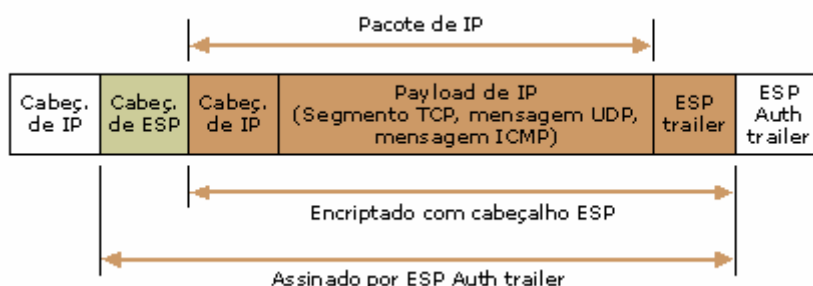 Pacote de IP
Cabeç.
de IP
Cabeç.
de ESP
Cabeç.
de IP
Payload de IP
(Segmento TCP, mensagem UDP,
mensagem ICMP)
ESP
trailer
ESP
Auth
trailer
Encriptado com cabeçalho ESP
Assinado por ESP Auth trailer